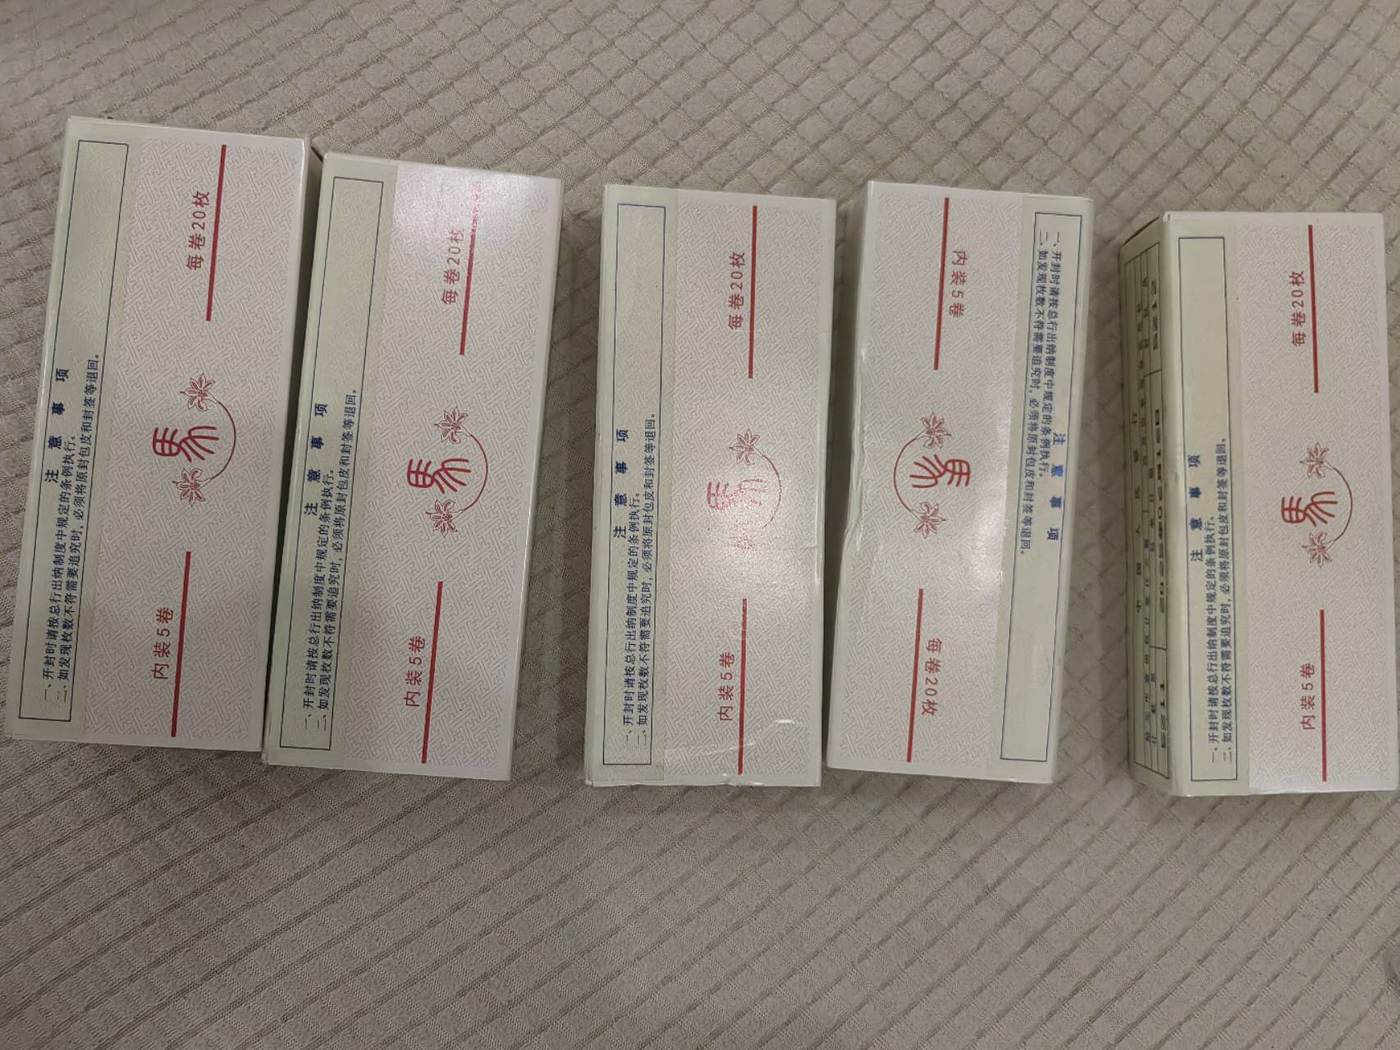 注 意 事 项
一、开封时请按总行出纳制度中规定的条例执行。
二、如发现枚数不符需要追究时，必须将原封包皮和封签等退回。
内装5卷
馬
每卷20枚
注 意 事 项
一、开封时请按总行出纳制度中规定的条例执行。
二、如发现枚数不符需要追究时，必须将原封包皮和封签等退回。
内装5卷
馬
每卷20枚
注 意 事 项
一、开封时请按总行出纳制度中规定的条例执行。
二、如发现枚数不符需要追究时，必须将原封包皮和封签等退回。
内装5卷
馬
每卷20枚
注 意 事 项
一、开封时请按总行出纳制度中规定的条例执行。
二、如发现枚数不符需要追究时，必须将原封包皮和封签等退回。
内装5卷
馬
每卷20枚
注 意 事 项
一、开封时请按总行出纳制度中规定的条例执行。
二、如发现枚数不符需要追究时，必须将原封包皮和封签等退回。
内装5卷
馬
每卷20枚